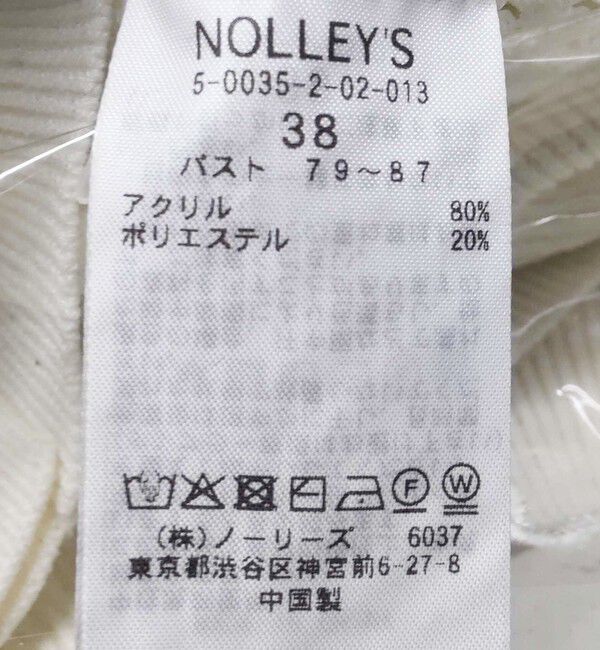 NOLLEY'S
5-0035-2-02-013
38
バスト 79～87
アクリル 80%
ポリエステル 20%
F W
(株)ノーリーズ 6037
東京都渋谷区神宮前6-27-8
中国製